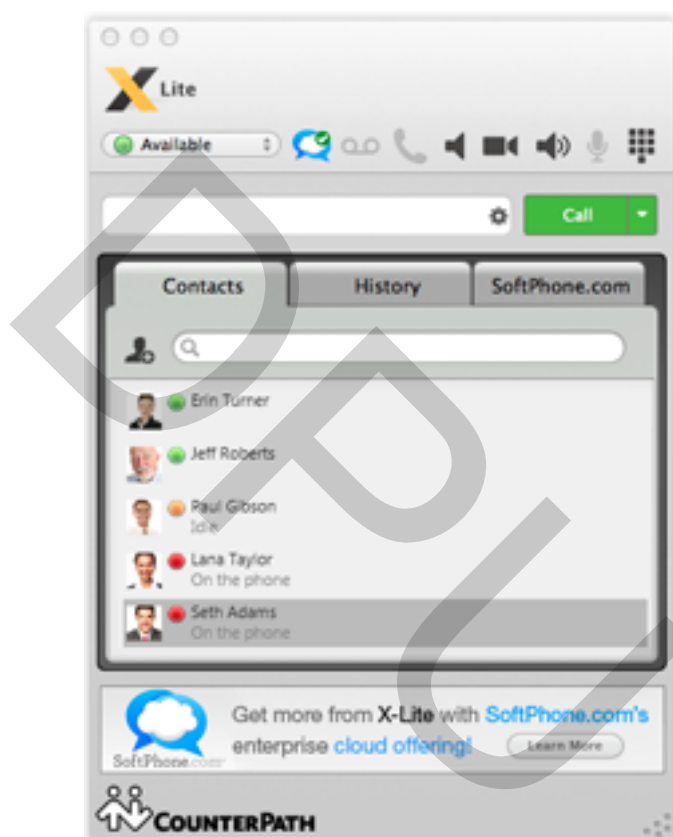 X Lite
Available
Call
Contacts
History
SoftPhone.com
Erin Turner
Jeff Roberts
Paul Gibson
Idle
Lana Taylor
On the phone
Seth Adams
On the phone
Get more from X-Lite with SoftPhone.com's
enterprise cloud offering!
Learn More
SoftPhone.com
COUNTERPATH
DPU